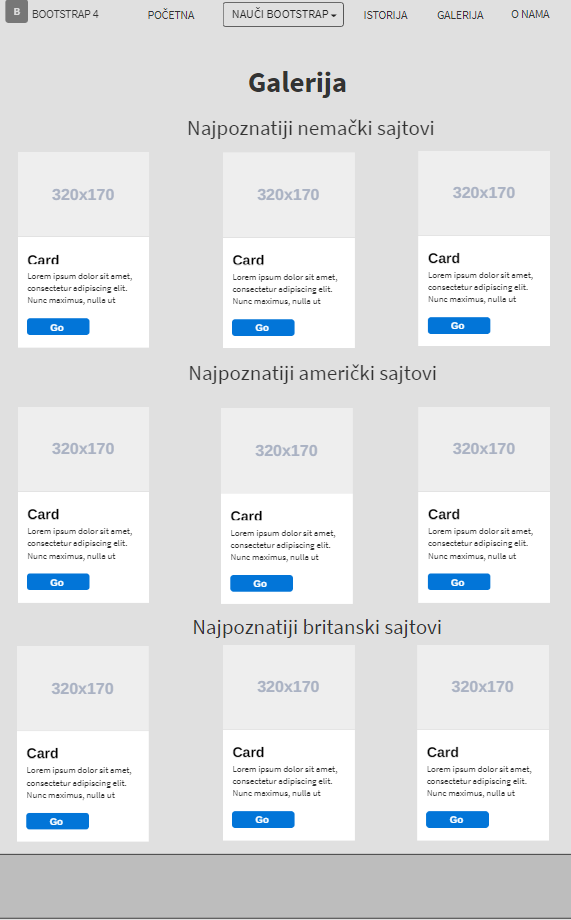 B BOOTSTRAP 4 POČETNA NAUČI BOOTSTRAP ISTORIJA GALERIJA O NAMA
Galerija
Najpoznatiji nemački sajtovi
320x170 320x170 320x170
Card Card Card
Lorem ipsum dolor sit amet, Lorem ipsum dolor sit amet, Lorem ipsum dolor sit amet,
consectetur adipiscing elit. consectetur adipiscing elit. consectetur adipiscing elit.
Nunc maximus, nulla ut Nunc maximus, nulla ut Nunc maximus, nulla ut
Go Go Go
Najpoznatiji američki sajtovi
320x170 320x170 320x170
Card Card Card
Lorem ipsum dolor sit amet, Lorem ipsum dolor sit amet, Lorem ipsum dolor sit amet,
consectetur adipiscing elit. consectetur adipiscing elit. consectetur adipiscing elit.
Nunc maximus, nulla ut Nunc maximus, nulla ut Nunc maximus, nulla ut
Go Go Go
Najpoznatiji britanski sajtovi
320x170 320x170 320x170
Card Card Card
Lorem ipsum dolor sit amet, Lorem ipsum dolor sit amet, Lorem ipsum dolor sit amet,
consectetur adipiscing elit. consectetur adipiscing elit. consectetur adipiscing elit.
Nunc maximus, nulla ut Nunc maximus, nulla ut Nunc maximus, nulla ut
Go Go Go